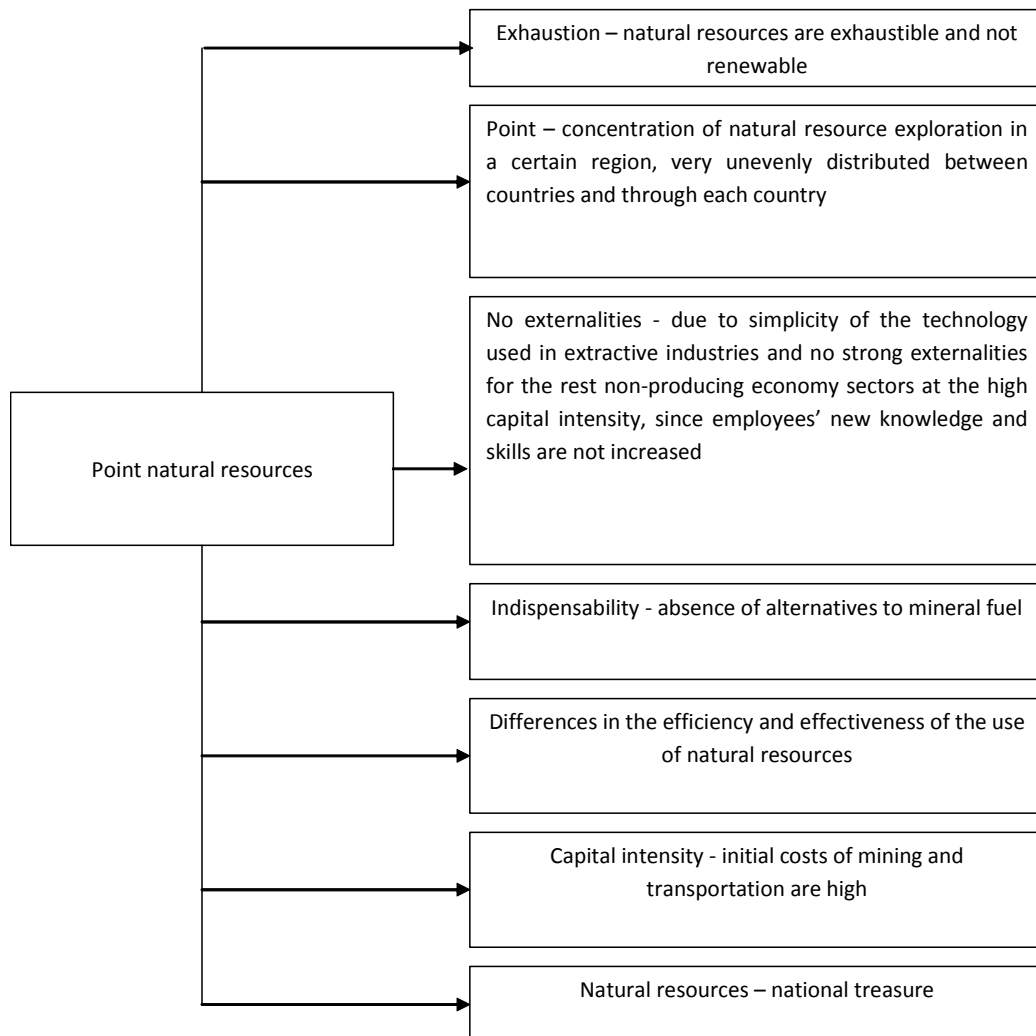 Exhaustion – natural resources are exhaustible and not
renewable
Point – concentration of natural resource exploration in
a certain region, very unevenly distributed between
countries and through each country
No externalities - due to simplicity of the technology
used in extractive industries and no strong externalities
for the rest non-producing economy sectors at the high
capital intensity, since employees’ new knowledge and
skills are not increased
Point natural resources
Indispensability - absence of alternatives to mineral fuel
Differences in the efficiency and effectiveness of the use
of natural resources
Capital intensity - initial costs of mining and
transportation are high
Natural resources – national treasure